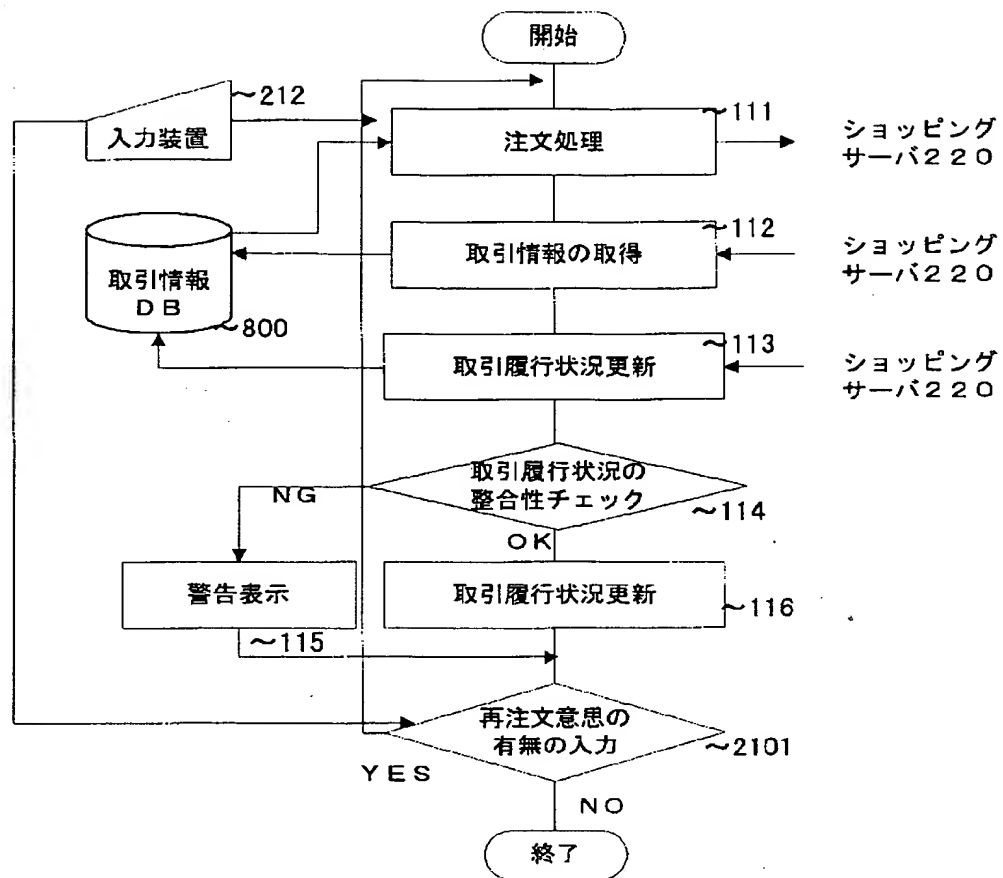 開始
~212
入力装置
~111
注文処理
ショッピング
サーバ220
~112
取引情報の取得
ショッピング
サーバ220
取引情報
DB
~800
~113
取引履行状況更新
ショッピング
サーバ220
取引履行状況の
整合性チェック
~114
NG
OK
警告表示
~115
取引履行状況更新
~116
再注文意思の
有無の入力
~2101
YES
NO
終了